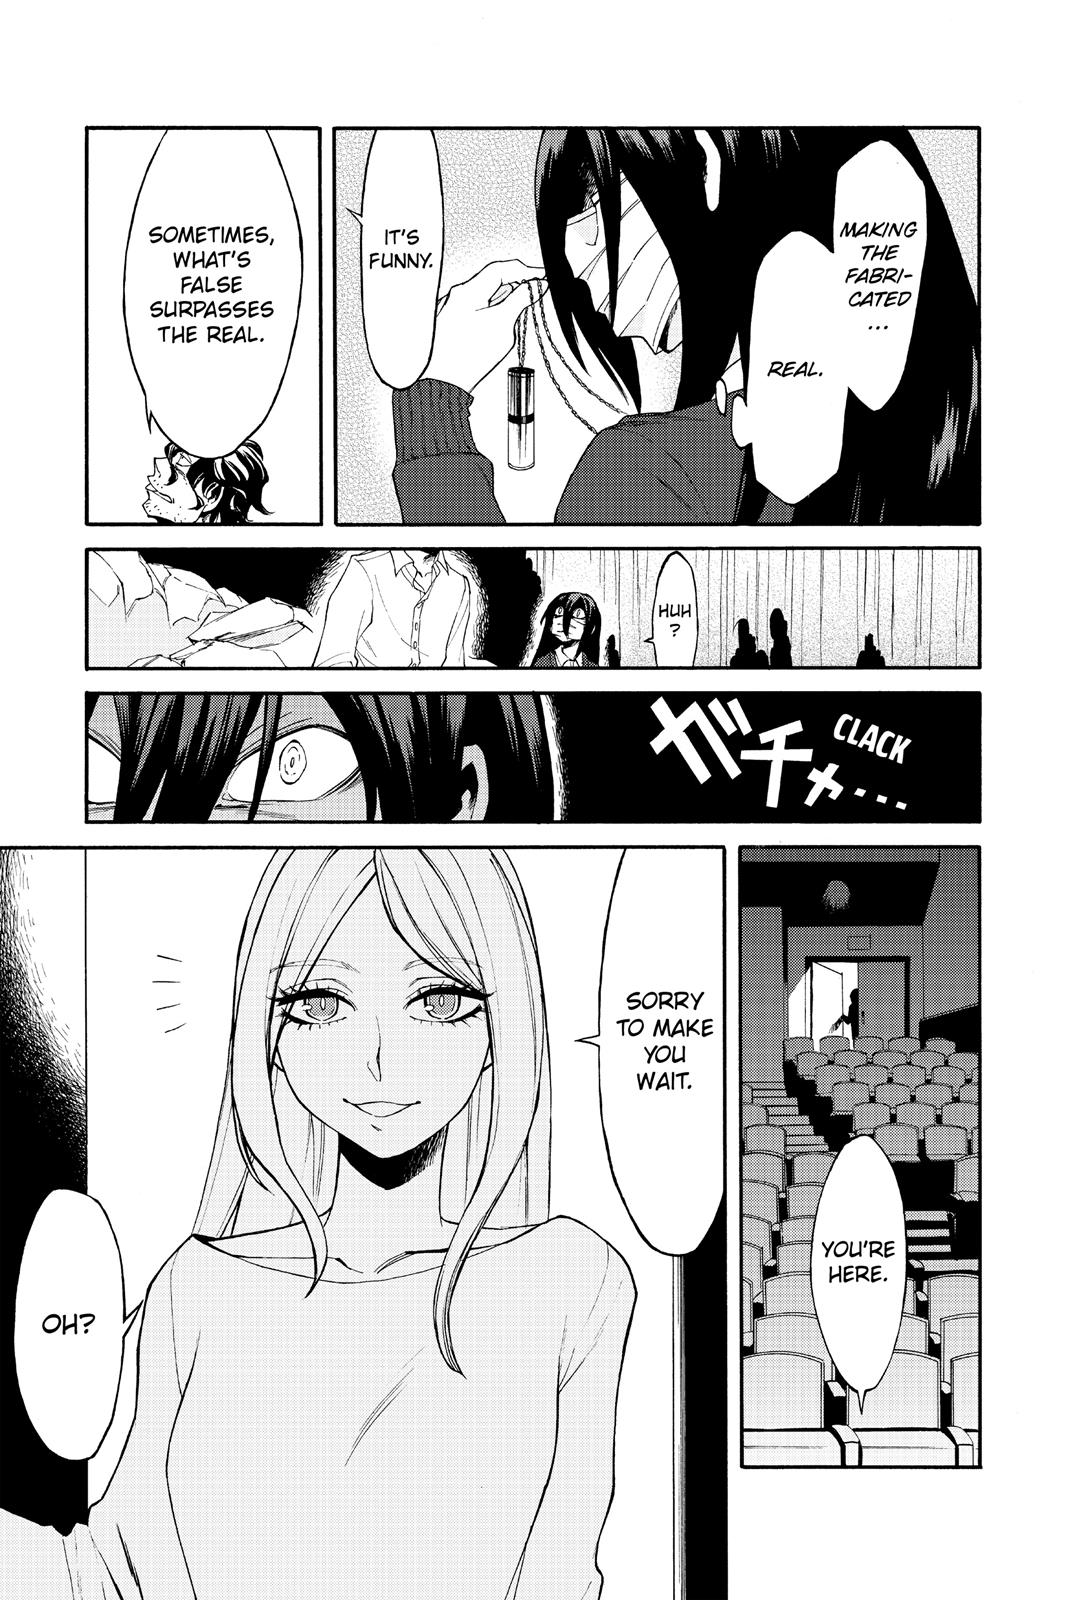 MAKING
THE
FABRI-
CATED
...
REAL.
IT'S
FUNNY.
SOMETIMES,
WHAT'S
FALSE
SURPASSES
THE REAL.
HUH
?
ガチャ...
CLACK
YOU'RE
HERE.
SORRY
TO MAKE
YOU
WAIT.
OH?